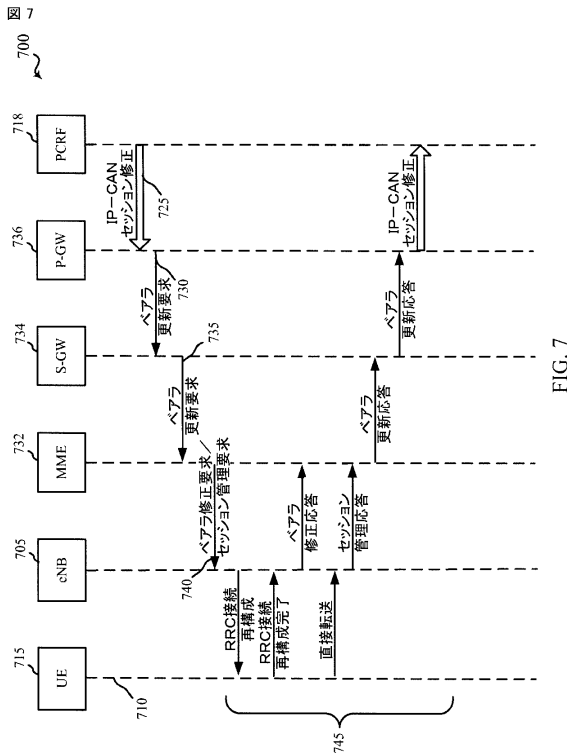 図７
700
715
UE
705
eNB
732
MME
734
S-GW
736
P-GW
718
PCRF
710
IP－CAN
セッション修正
725
ベアラ
更新要求
730
ベアラ
更新要求
735
ベアラ修正要求／
セッション管理要求
740
RRC接続
再構成
RRC接続
再構成完了
ベアラ
修正応答
直接転送
セッション
管理応答
ベアラ
更新応答
ベアラ
更新応答
IP－CAN
セッション修正
745
FIG. 7